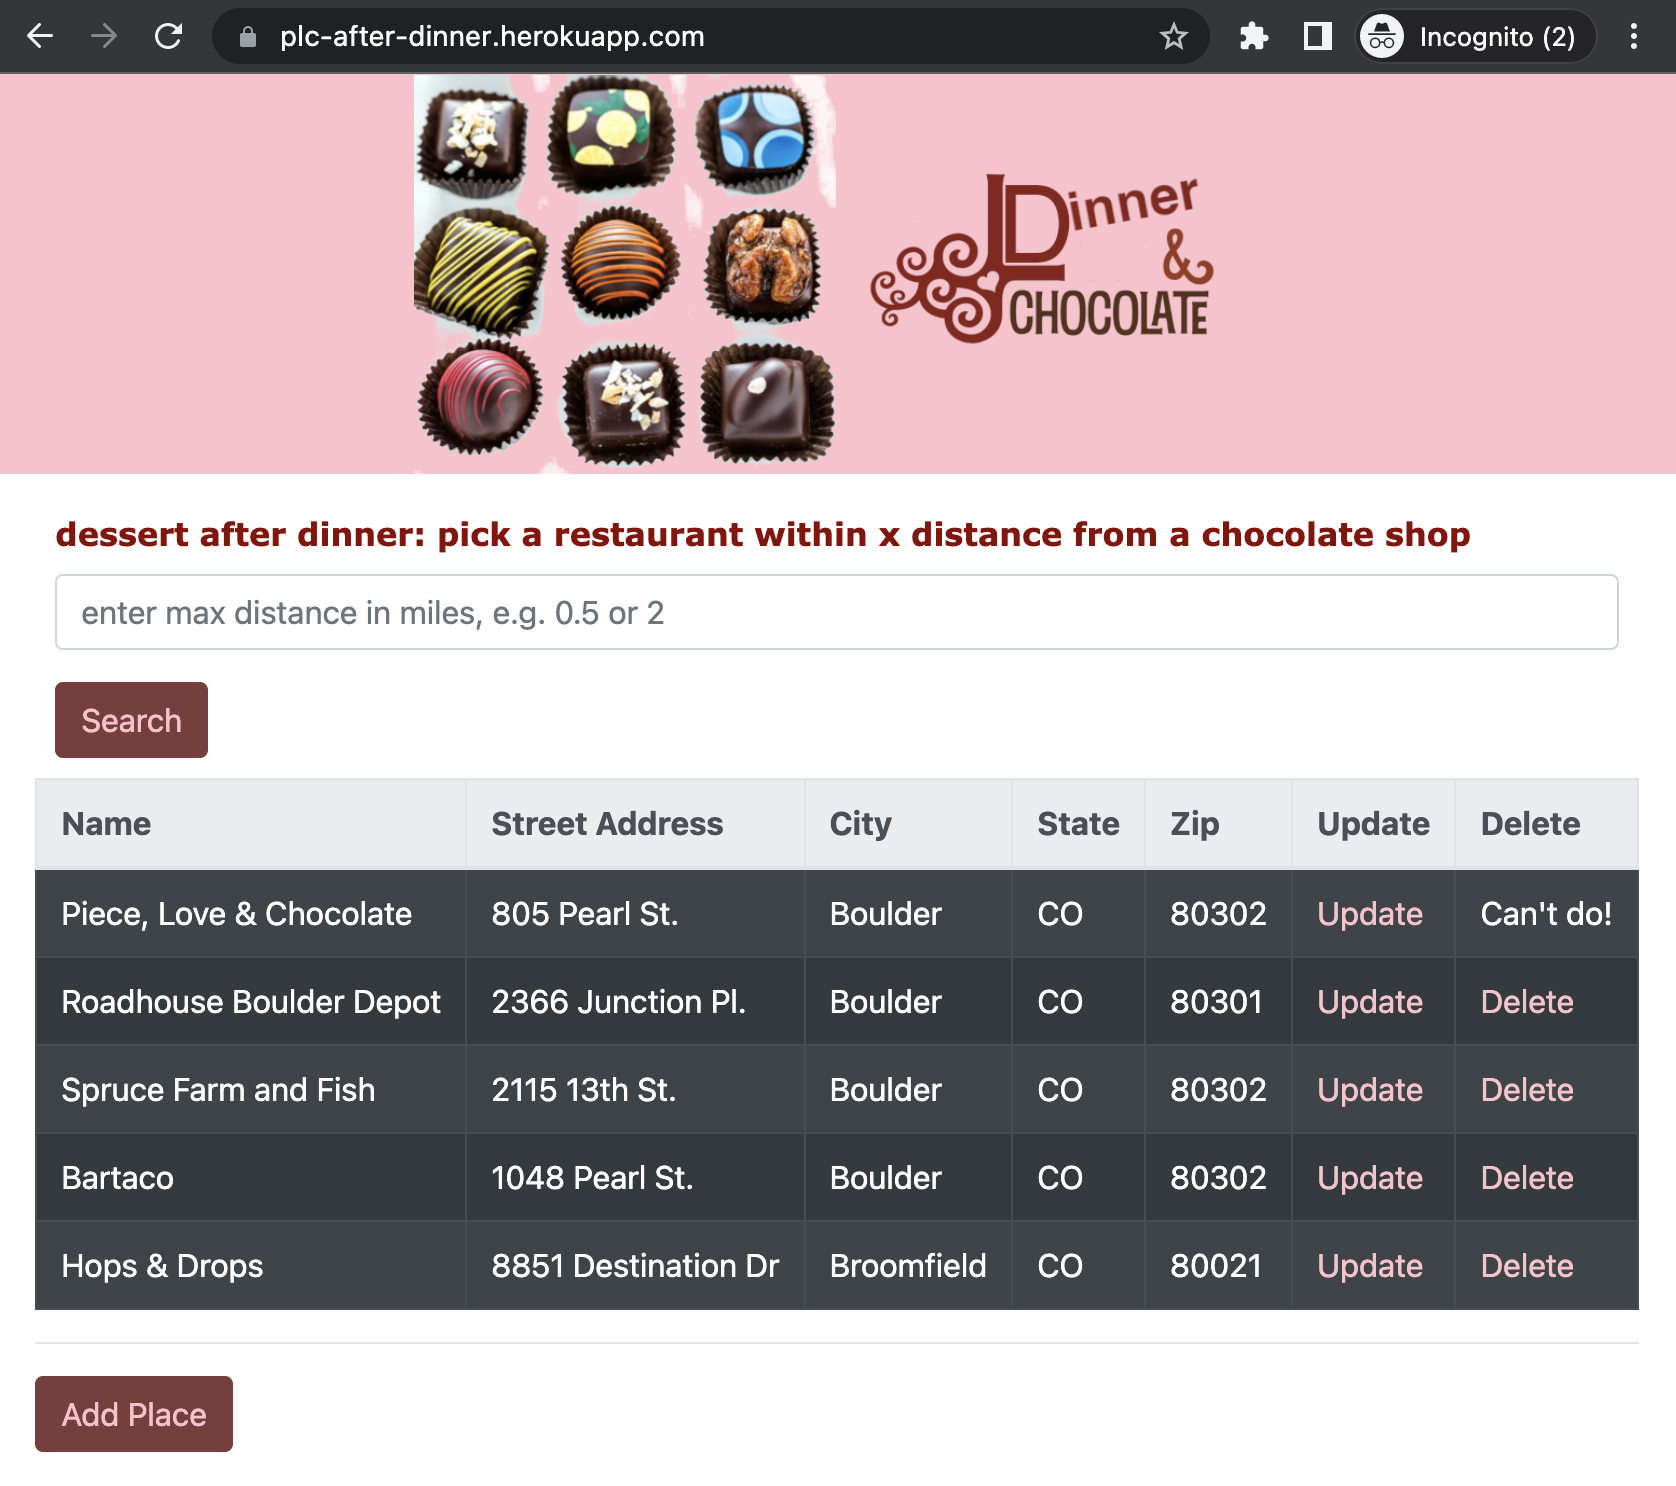 plc-after-dinner.herokuapp.com Incognito (2)
Dinner
&
CHOCOLATE
dessert after dinner: pick a restaurant within x distance from a chocolate shop
enter max distance in miles, e.g. 0.5 or 2
Search
Name Street Address City State Zip Update Delete
Piece, Love & Chocolate 805 Pearl St. Boulder CO 80302 Update Can't do!
Roadhouse Boulder Depot 2366 Junction Pl. Boulder CO 80301 Update Delete
Spruce Farm and Fish 2115 13th St. Boulder CO 80302 Update Delete
Bartaco 1048 Pearl St. Boulder CO 80302 Update Delete
Hops & Drops 8851 Destination Dr Broomfield CO 80021 Update Delete
Add Place